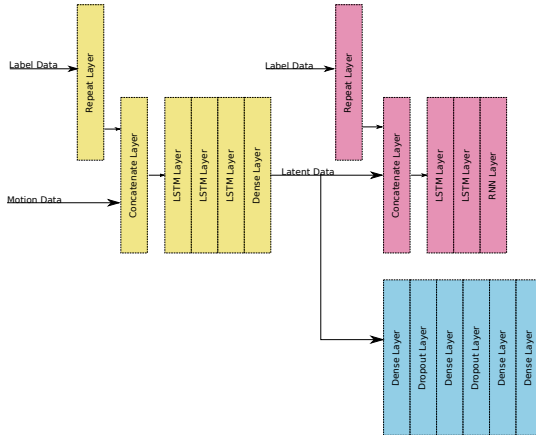 Label Data
Repeat Layer
Motion Data
Concatenate Layer
LSTM Layer
LSTM Layer
LSTM Layer
Dense Layer
Latent Data
Label Data
Repeat Layer
Concatenate Layer
LSTM Layer
LSTM Layer
RNN Layer
Dense Layer
Dropout Layer
Dense Layer
Dropout Layer
Dense Layer
Dense Layer